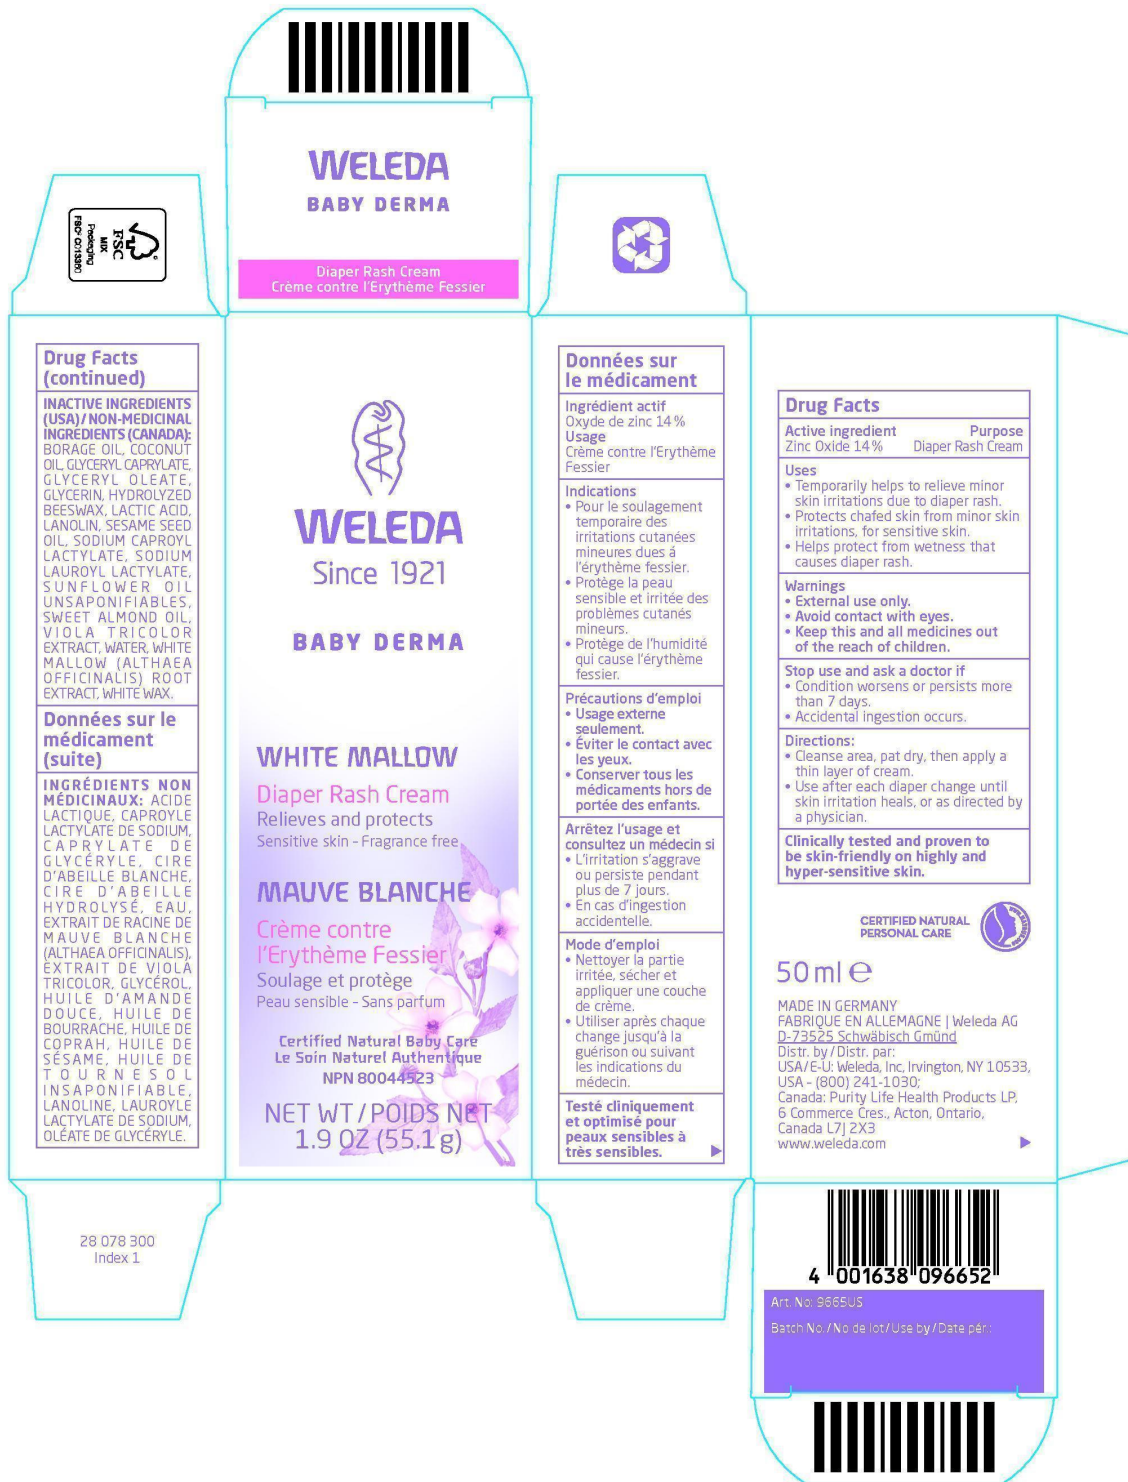 WELEDA
BABY DERMA
Diaper Rash Cream
Crème contre l'Erythème Fessier
FSC
MIX
Packaging
FSC® C013360
Drug Facts
(continued)
INACTIVE INGREDIENTS
(USA)/NON-MEDICINAL
INGREDIENTS (CANADA):
BORAGE OIL, COCONUT
OIL, GLYCERYL CAPRYLATE,
GLYCERYL OLEATE,
GLYCERIN, HYDROLYZED
BEESWAX, LACTIC ACID,
LANOLIN, SESAME SEED
OIL, SODIUM CAPROYL
LACTYLATE, SODIUM
LAUROYL LACTYLATE,
SUNFLOWER OIL
UNSAPONIFIABLES,
SWEET ALMOND OIL,
VIOLA TRICOLOR
EXTRACT, WATER, WHITE
MALLOW (ALTHAEA
OFFICINALIS) ROOT
EXTRACT, WHITE WAX.
Données sur le
médicament
(suite)
INGRÉDIENTS NON
MÉDICINAUX: ACIDE
LACTIQUE, CAPROYLE
LACTYLATE DE SODIUM,
CAPRYLATE DE
GLYCÉRYLE, CIRE
D'ABEILLE BLANCHE,
CIRE D'ABEILLE
HYDROLYSÉ, EAU,
EXTRAIT DE RACINE DE
MAUVE BLANCHE
(ALTHAEA OFFICINALIS),
EXTRAIT DE VIOLA
TRICOLOR, GLYCÉROL,
HUILE D'AMANDE
DOUCE, HUILE DE
BOURRACHE, HUILE DE
COPRAH, HUILE DE
SÉSAME, HUILE DE
TOURNESOL
INSAPONIFIABLE,
LANOLINE, LAUROYLE
LACTYLATE DE SODIUM,
OLÉATE DE GLYCÉRYLE.
28 078 300
Index 1
WELEDA
Since 1921
BABY DERMA
WHITE MALLOW
Diaper Rash Cream
Relieves and protects
Sensitive skin – Fragrance free
MAUVE BLANCHE
Crème contre
l'Erythème Fessier
Soulage et protège
Peau sensible – Sans parfum
Certified Natural Baby Care
Le Soin Naturel Authentique
NPN 80044523
NET WT/POIDS NET
1.9 OZ (55.1 g)
Données sur
le médicament
Ingrédient actif
Oxyde de zinc 14%
Usage
Crème contre l'Erythème
Fessier
Indications
• Pour le soulagement
temporaire des
irritations cutanées
mineures dues á
l'érythème fessier.
• Protège la peau
sensible et irritée des
problèmes cutanés
mineurs.
• Protège de l'humidité
qui cause l'érythème
fessier.
Précautions d'emploi
• Usage externe
seulement.
• Éviter le contact avec
les yeux.
• Conserver tous les
médicaments hors de
portée des enfants.
Arrêtez l'usage et
consultez un médecin si
• L'irritation s'aggrave
ou persiste pendant
plus de 7 jours.
• En cas d'ingestion
accidentelle.
Mode d'emploi
• Nettoyer la partie
irritée, sécher et
appliquer une couche
de crème.
• Utiliser après chaque
change jusqu'à la
guérison ou suivant
les indications du
médecin.
Testé cliniquement
et optimisé pour
peaux sensibles à
très sensibles.
Drug Facts
Active ingredient Purpose
Zinc Oxide 14% Diaper Rash Cream
Uses
• Temporarily helps to relieve minor
skin irritations due to diaper rash.
• Protects chafed skin from minor skin
irritations, for sensitive skin.
• Helps protect from wetness that
causes diaper rash.
Warnings
• External use only.
• Avoid contact with eyes.
• Keep this and all medicines out
of the reach of children.
Stop use and ask a doctor if
• Condition worsens or persists more
than 7 days.
• Accidental ingestion occurs.
Directions:
• Cleanse area, pat dry, then apply a
thin layer of cream.
• Use after each diaper change until
skin irritation heals, or as directed by
a physician.
Clinically tested and proven to
be skin-friendly on highly and
hyper-sensitive skin.
CERTIFIED NATURAL
PERSONAL CARE
50 ml ℮
MADE IN GERMANY
FABRIQUE EN ALLEMAGNE | Weleda AG
D-73525 Schwäbisch Gmünd
Distr. by / Distr. par:
USA/E-U: Weleda, Inc, Irvington, NY 10533,
USA – (800) 241-1030;
Canada: Purity Life Health Products LP,
6 Commerce Cres., Acton, Ontario,
Canada L7J 2X3
www.weleda.com
4 001638 096652
Art. No: 9665US
Batch No. / No de lot / Use by / Date pér.: